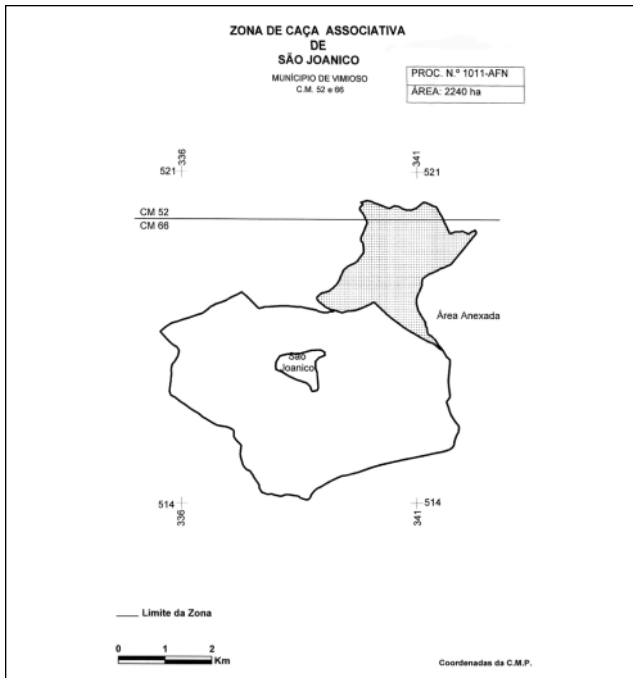 ZONA DE CAÇA ASSOCIATIVA
DE
SÃO JOANICO
MUNÍCIPIO DE VIMIOSO
C.M. 52 e 66
PROC. N.º 1011-AFN
ÁREA: 2240 ha
336
521
341
521
CM 52
CM 66
Área Anexada
São
Joanico
514
336
514
341
Limite da Zona
0 1 2
Km
Coordenadas da C.M.P.